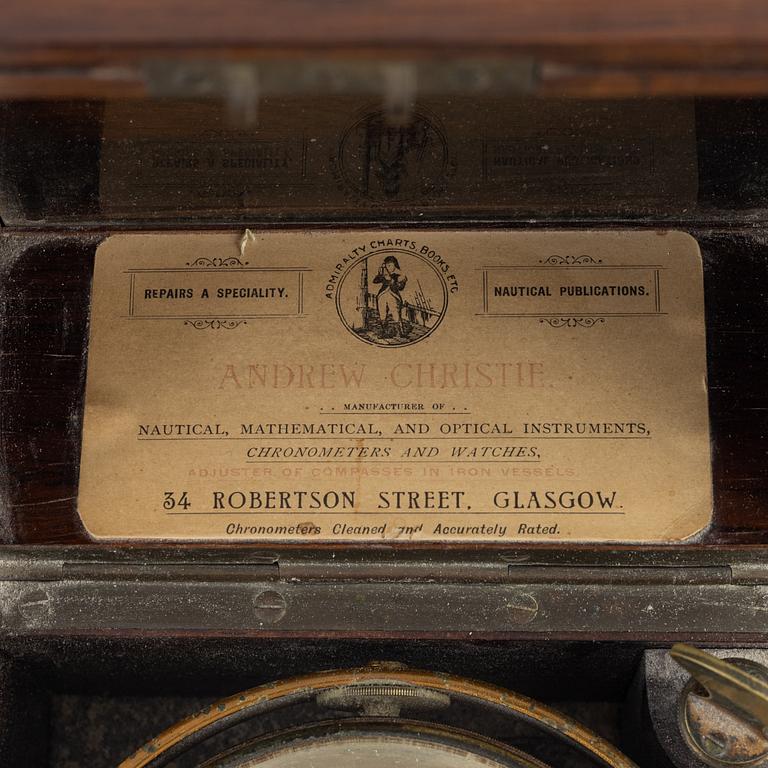 ADMIRALTY CHARTS, BOOKS, ETC
REPAIRS A SPECIALITY.
NAUTICAL PUBLICATIONS.
ANDREW CHRISTIE.
. . MANUFACTURER OF . .
NAUTICAL, MATHEMATICAL, AND OPTICAL INSTRUMENTS,
CHRONOMETERS AND WATCHES,
ADJUSTER OF COMPASSES IN IRON VESSELS.
34 ROBERTSON STREET, GLASGOW.
Chronometers Cleaned and Accurately Rated.